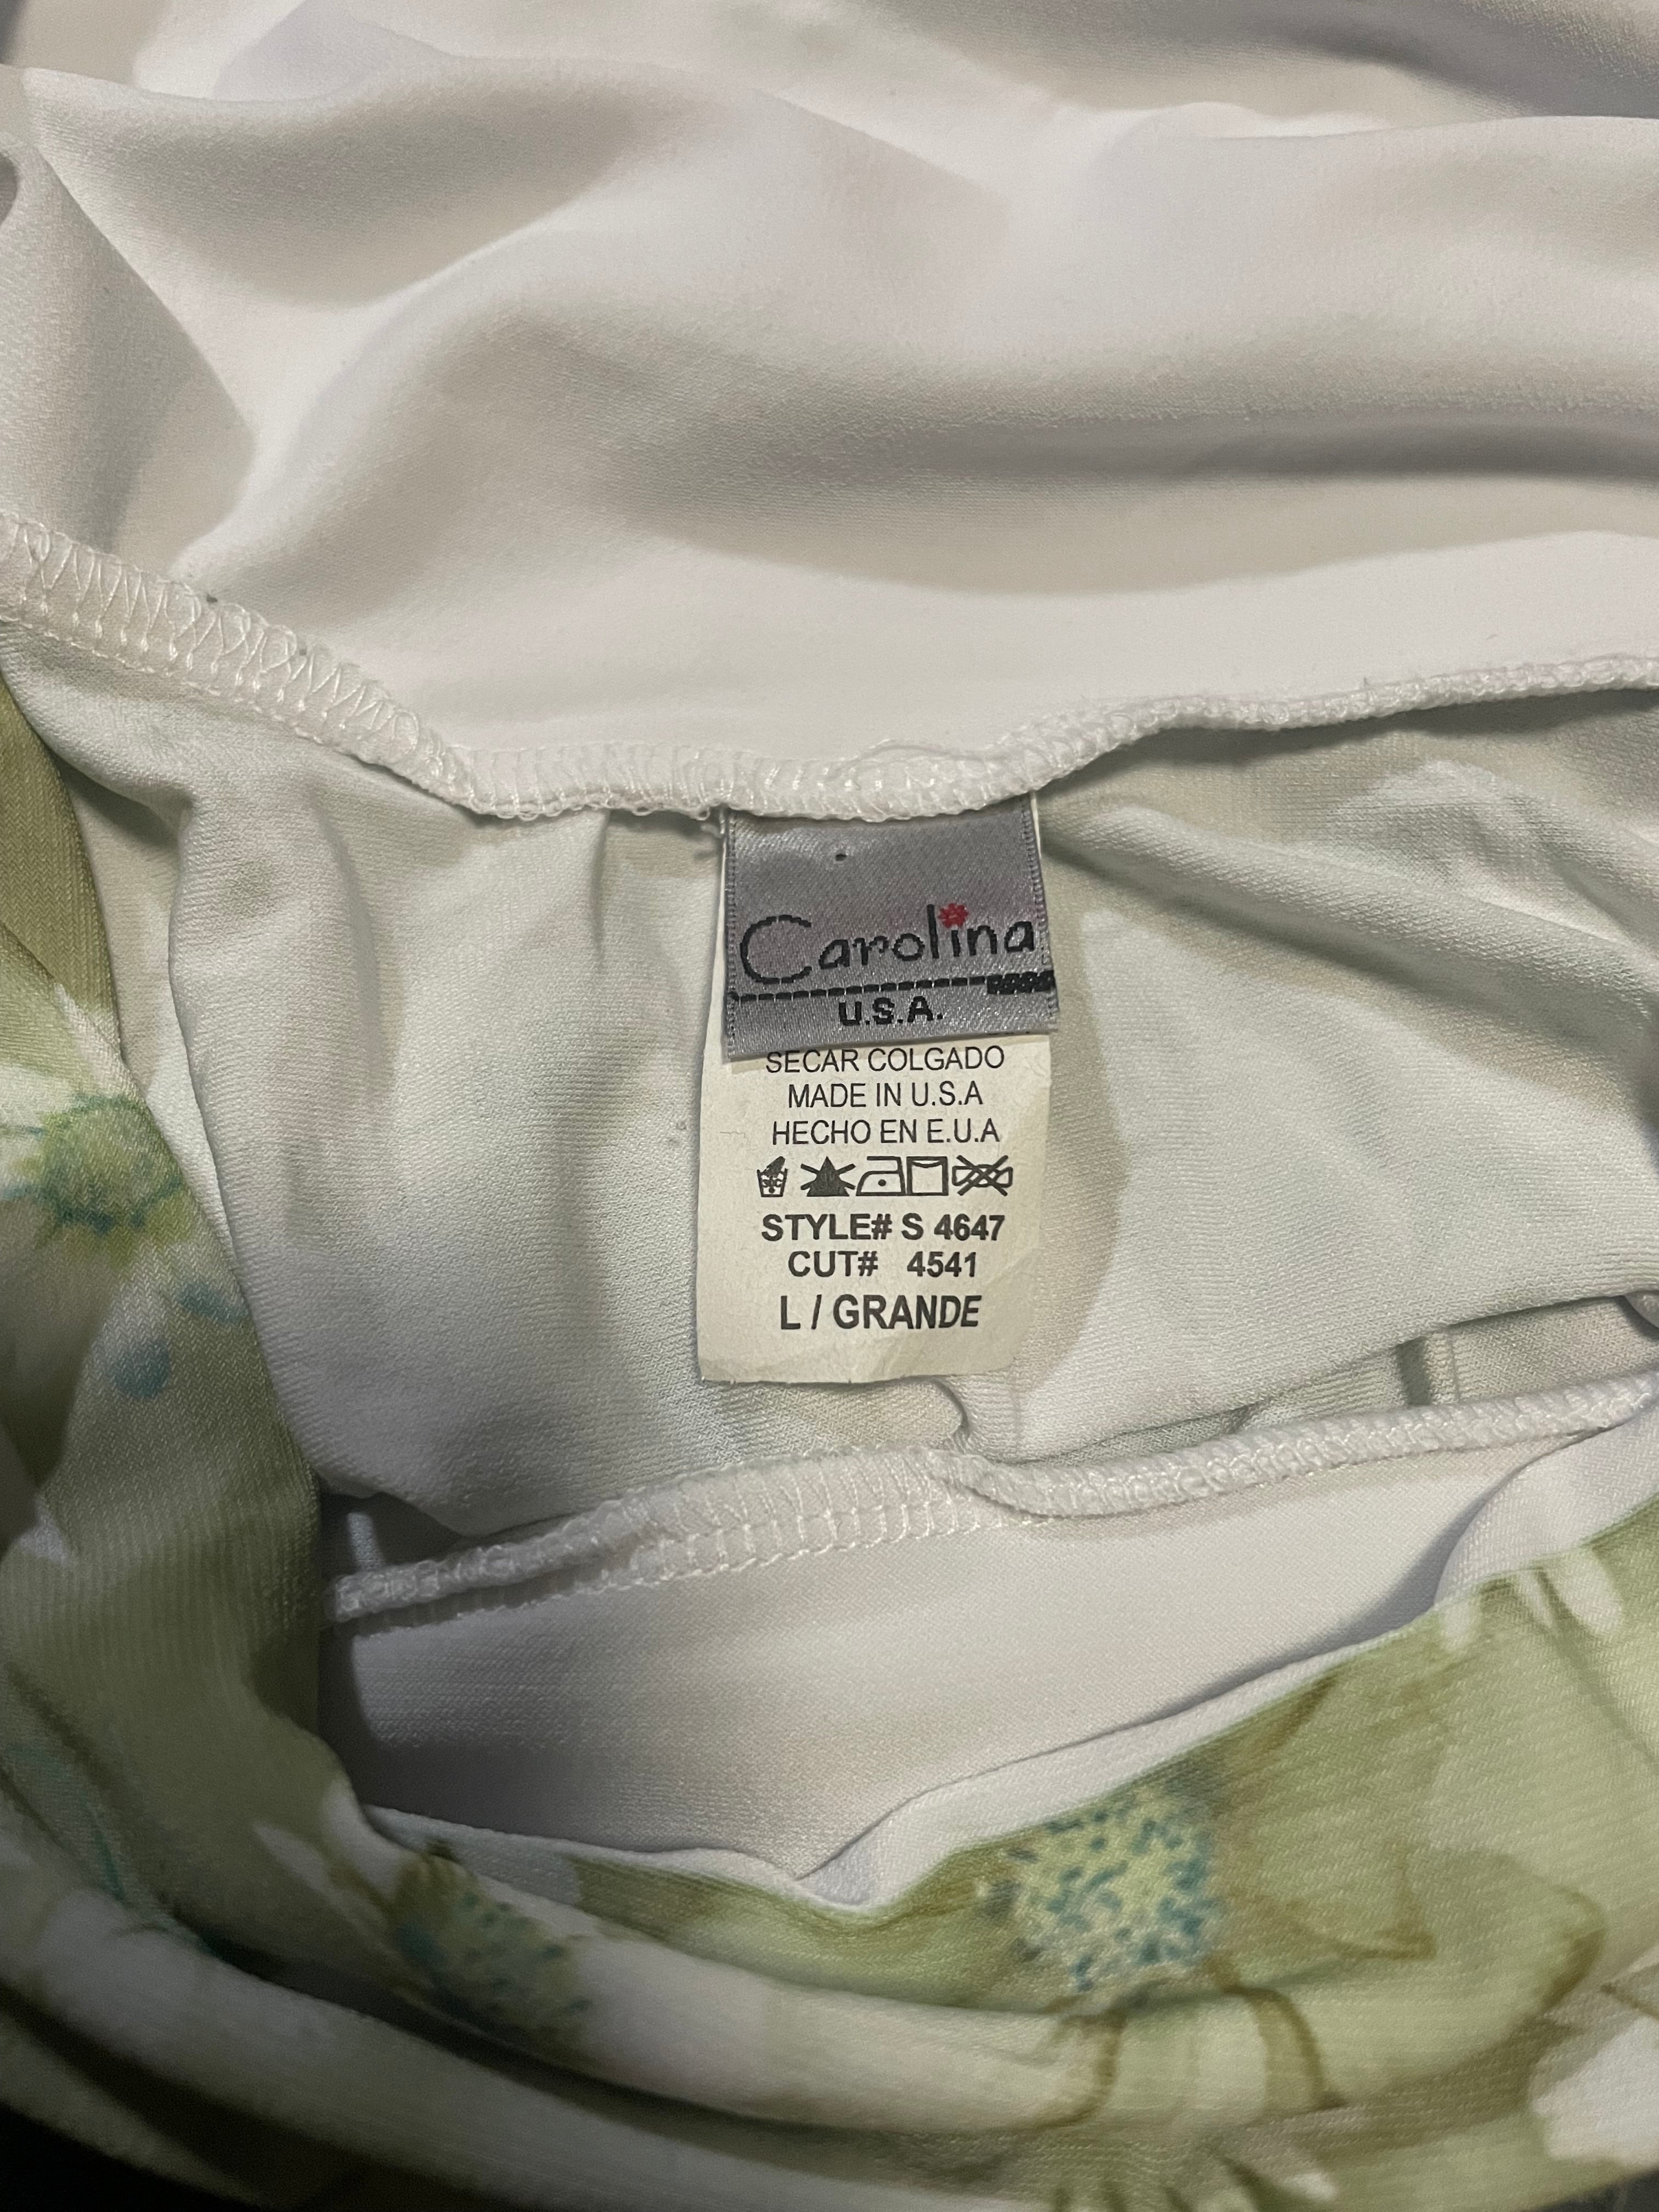 Carolina
U.S.A.
SECAR COLGADO
MADE IN U.S.A
HECHO EN E.U.A
STYLE# S 4647
CUT# 4541
L / GRANDE